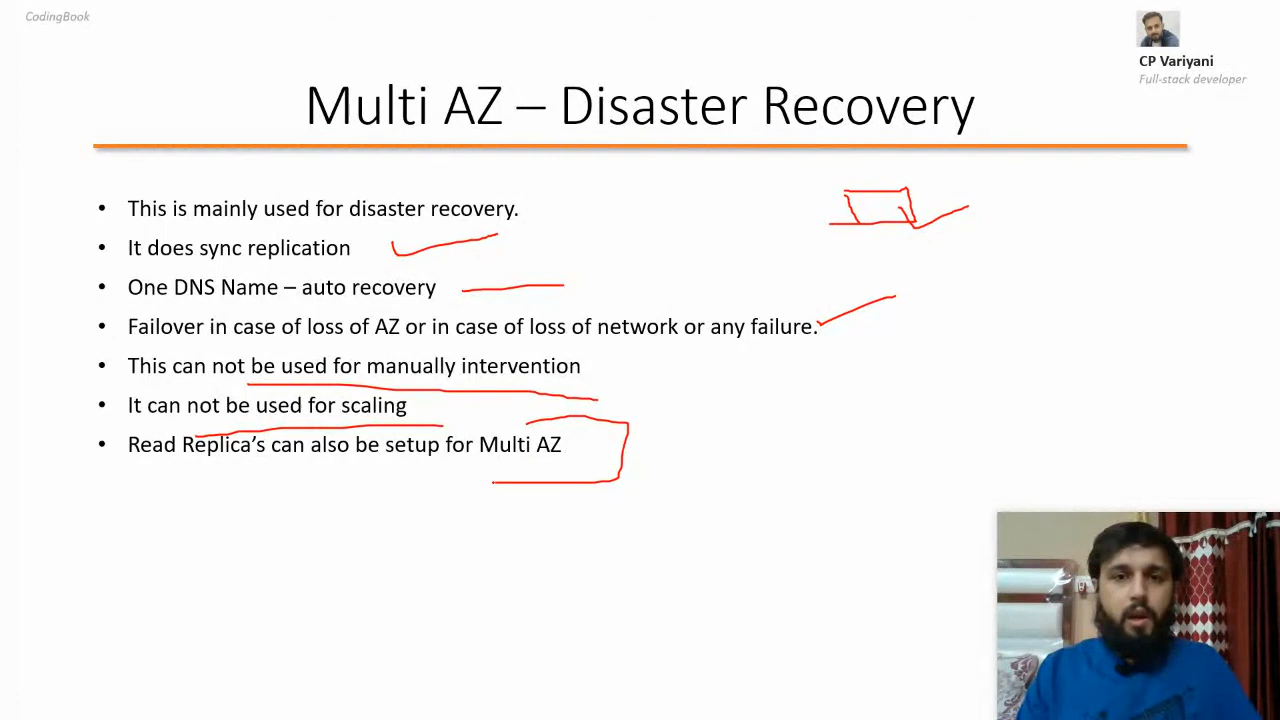 CodingBook
CP Variyani
Full-stack developer
Multi AZ – Disaster Recovery
• This is mainly used for disaster recovery.
• It does sync replication
• One DNS Name – auto recovery
• Failover in case of loss of AZ or in case of loss of network or any failure.
• This can not be used for manually intervention
• It can not be used for scaling
• Read Replica's can also be setup for Multi AZ